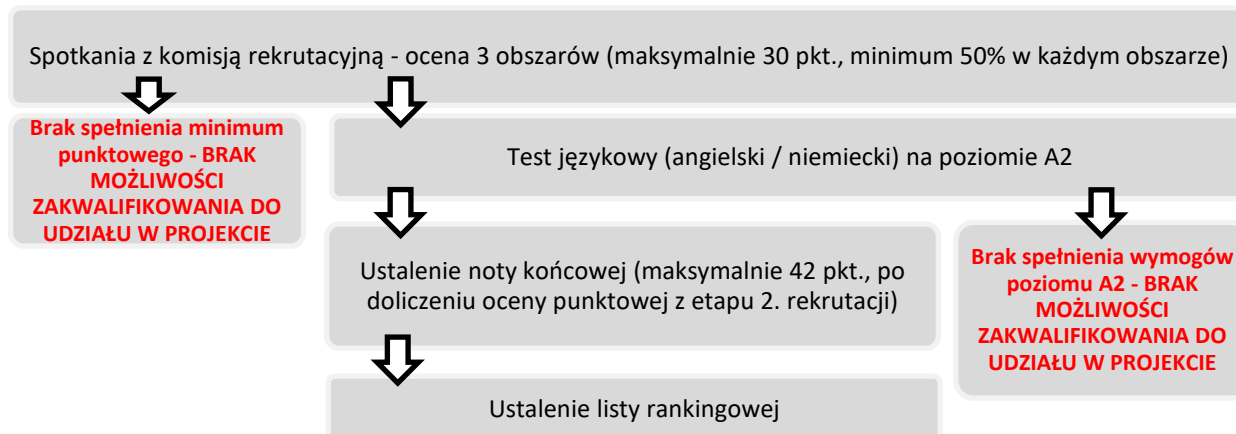 Spotkania z komisją rekrutacyjną - ocena 3 obszarów (maksymalnie 30 pkt., minimum 50% w każdym obszarze)
Brak spełnienia minimum
punktowego - BRAK
MOŻLIWOŚCI
ZAKWALIFIKOWANIA DO
UDZIAŁU W PROJEKCIE
Test językowy (angielski / niemiecki) na poziomie A2
Ustalenie noty końcowej (maksymalnie 42 pkt., po
doliczeniu oceny punktowej z etapu 2. rekrutacji)
Brak spełnienia wymogów
poziomu A2 - BRAK
MOŻLIWOŚCI
ZAKWALIFIKOWANIA DO
UDZIAŁU W PROJEKCIE
Ustalenie listy rankingowej